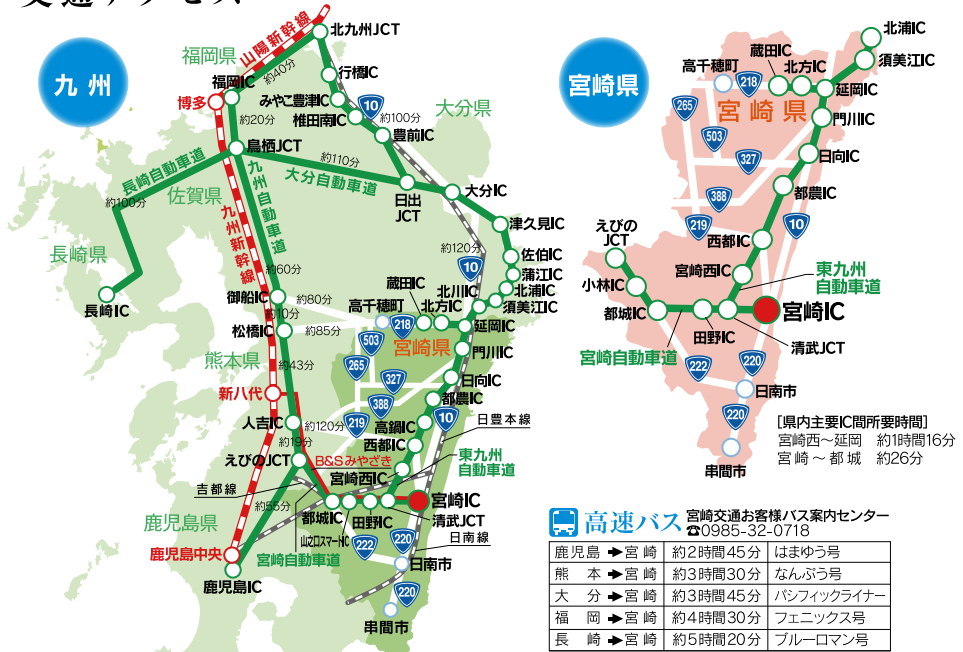 交通アクセス
九州
山陽新幹線
北九州JCT
福岡県
約40分
行橋IC
福岡IC
みやこ豊津IC
10
大分県
博多
椎田南IC
約100分
約20分
豊前IC
鳥栖JCT
約110分
長崎自動車道
大分自動車道
大分IC
佐賀県
九州自動車道
日出
JCT
約100分
九州新幹線
津久見IC
長崎県
約120分
佐伯IC
約60分
10
蒲江IC
長崎IC
御船IC
約80分
蔵田IC
北川IC
北浦IC
高千穂町
北方IC
須美江IC
約10分
松橋IC
約85分
218
延岡IC
503
宮崎県
門川IC
熊本県
約43分
265
327
日向IC
新八代
388
都農IC
人吉IC
約120分
219
高鍋IC
10
日豊本線
約19分
西都IC
えびのJCT
B&Sみやざき
東九州
自動車道
宮崎西IC
吉都線
約55分
宮崎IC
都城IC
田野IC
清武JCT
鹿児島県
山之口スマートIC
222
220
日南線
鹿児島中央
宮崎自動車道
日南市
鹿児島IC
220
串間市
宮崎県
北浦IC
蔵田IC
須美江IC
高千穂町
218
北方IC
延岡IC
265
宮崎県
門川IC
503
327
日向IC
388
都農IC
えびの
JCT
219
10
西都IC
宮崎西IC
東九州
自動車道
小林IC
都城IC
宮崎IC
田野IC
清武JCT
宮崎自動車道
222
220
日南市
220
串間市
[県内主要IC間所要時間]
宮崎西〜延岡 約1時間16分
宮崎〜都城 約26分
高速バス 宮崎交通お客様バス案内センター
☎0985-32-0718
鹿児島 ➡ 宮崎 約2時間45分 はまゆう号
熊本 ➡ 宮崎 約3時間30分 なんぷう号
大分 ➡ 宮崎 約3時間45分 パシフィックライナー
福岡 ➡ 宮崎 約4時間30分 フェニックス号
長崎 ➡ 宮崎 約5時間20分 ブルーロマン号